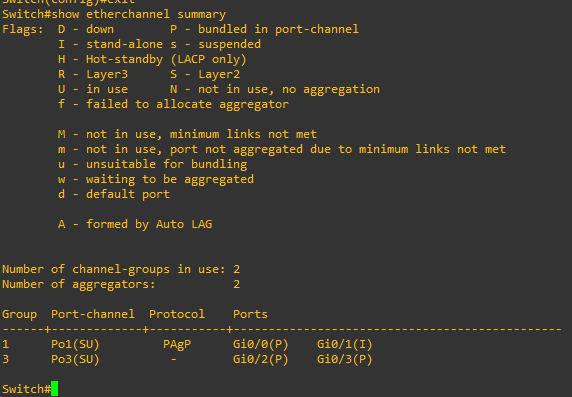 Switch(config)#exit
Switch#show etherchannel summary
Flags:  D - down        P - bundled in port-channel
        I - stand-alone s - suspended
        H - Hot-standby (LACP only)
        R - Layer3      S - Layer2
        U - in use      N - not in use, no aggregation
        f - failed to allocate aggregator
        M - not in use, minimum links not met
        m - not in use, port not aggregated due to minimum links not met
        u - unsuitable for bundling
        w - waiting to be aggregated
        d - default port
        A - formed by Auto LAG
Number of channel-groups in use: 2
Number of aggregators:           2
Group  Port-channel  Protocol    Ports
------+-------------+-----------+-----------------------------------------------
1      Po1(SU)         PAgP      Gi0/0(P)    Gi0/1(I)
3      Po3(SU)          -        Gi0/2(P)    Gi0/3(P)
Switch#